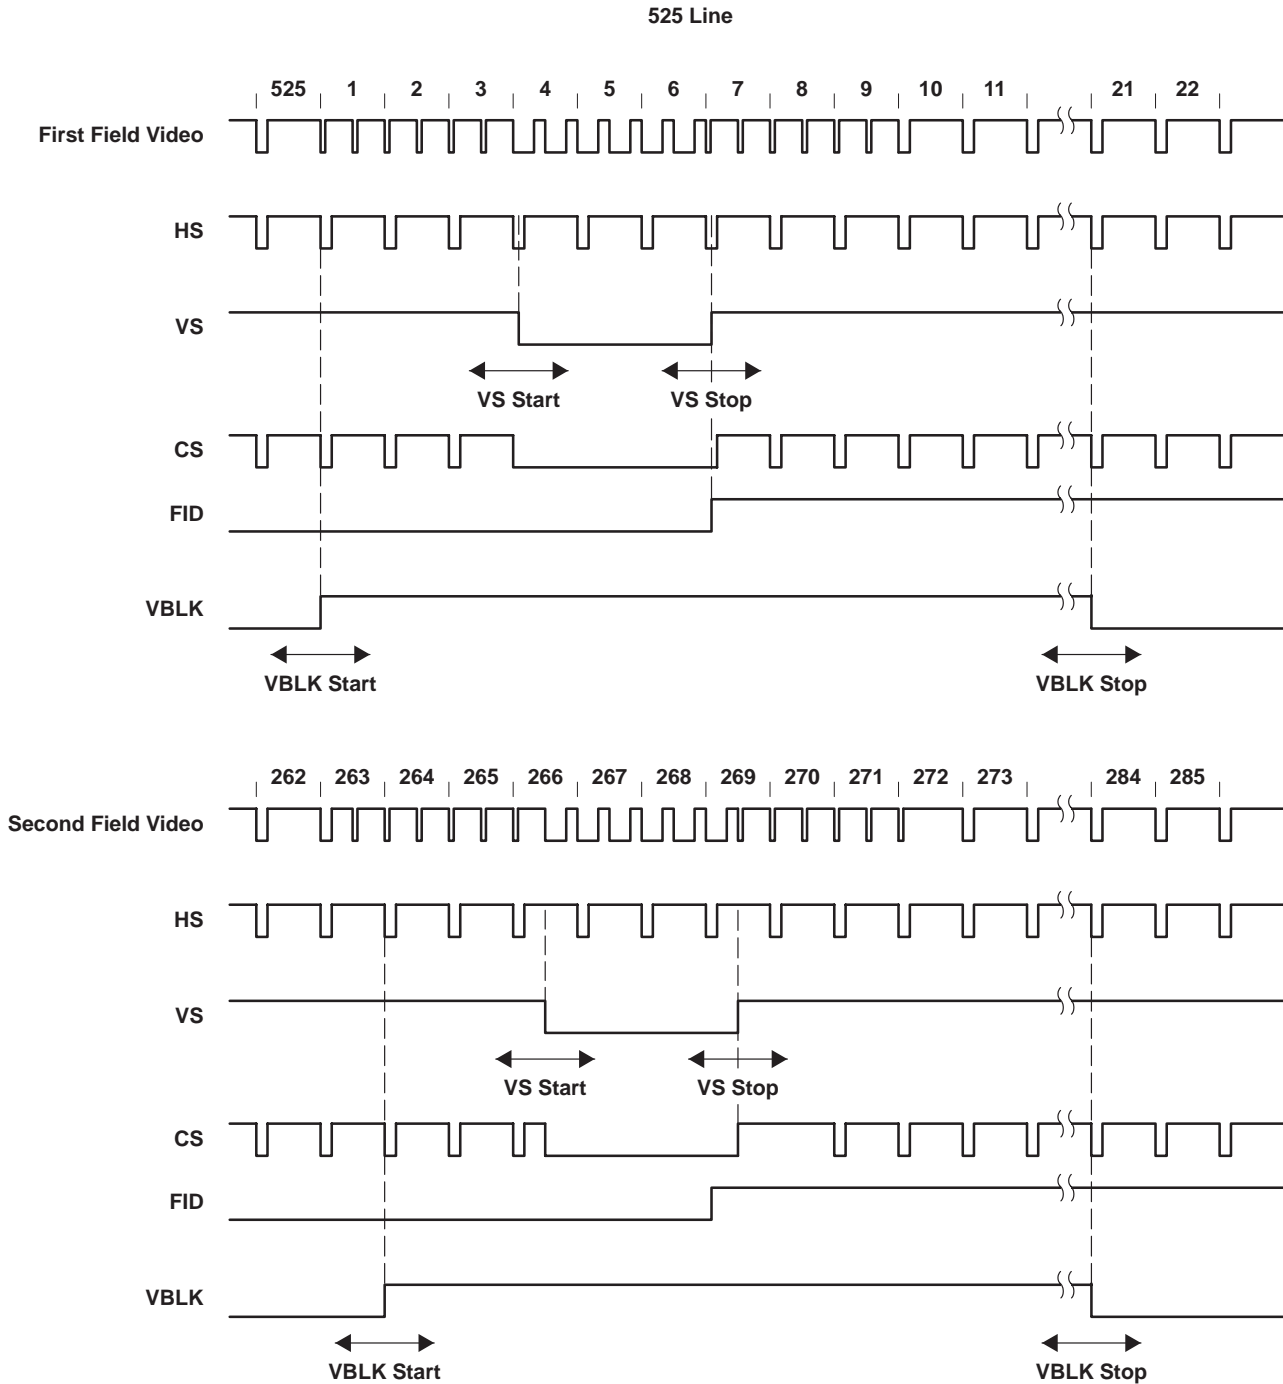 525 Line
525 1 2 3 4 5 6 7 8 9 10 11 21 22
First Field Video
HS
VS
VS Start VS Stop
CS
FID
VBLK
VBLK Start VBLK Stop
262 263 264 265 266 267 268 269 270 271 272 273 284 285
Second Field Video
HS
VS
VS Start VS Stop
CS
FID
VBLK
VBLK Start VBLK Stop